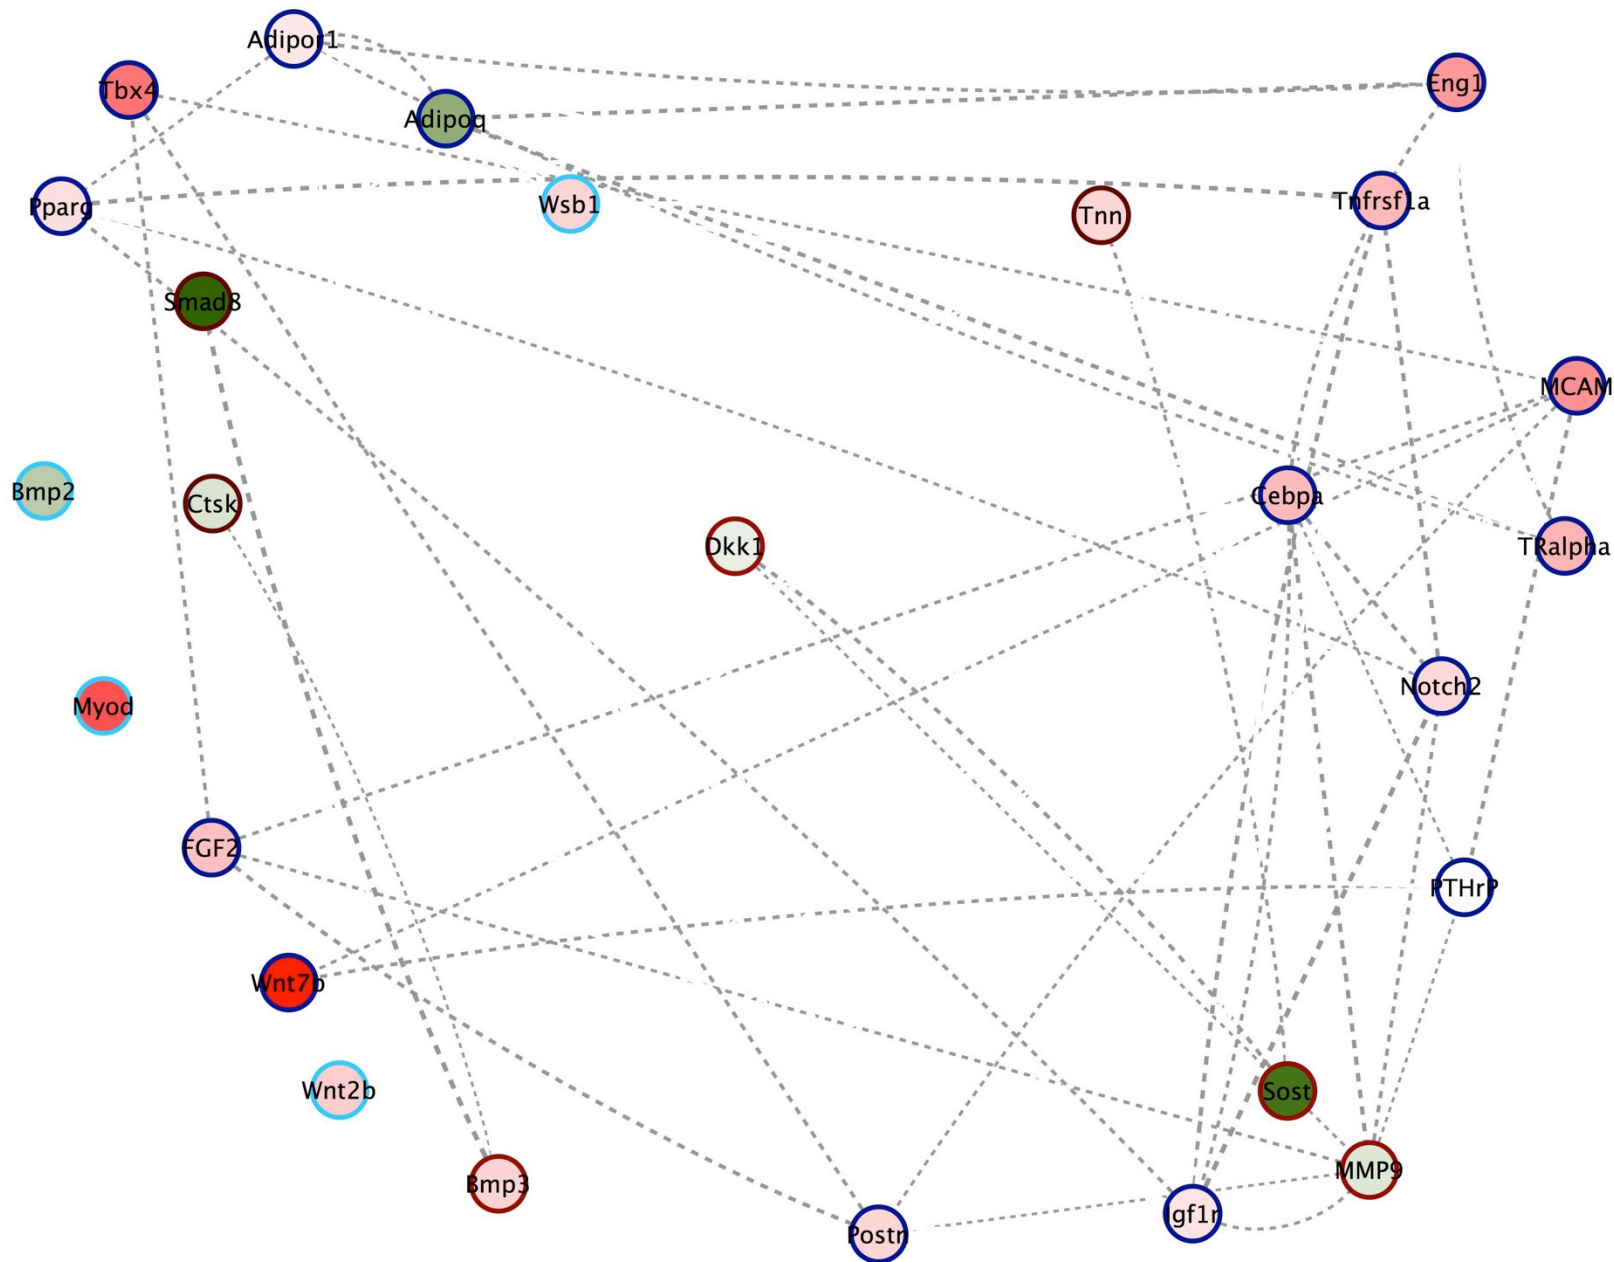 Adipor1
Tbx4
Eng1
Adipoq
Pparg
Wsb1
Tnn
Tnfrsf1a
Smad8
MCAM
Bmp2
Ctsk
Cebpa
Dkk1
TRalpha
Notch2
Myod
FGF2
PTHrP
Wnt7b
Wnt2b
Sost
Bmp3
MMP9
Igf1r
Postn